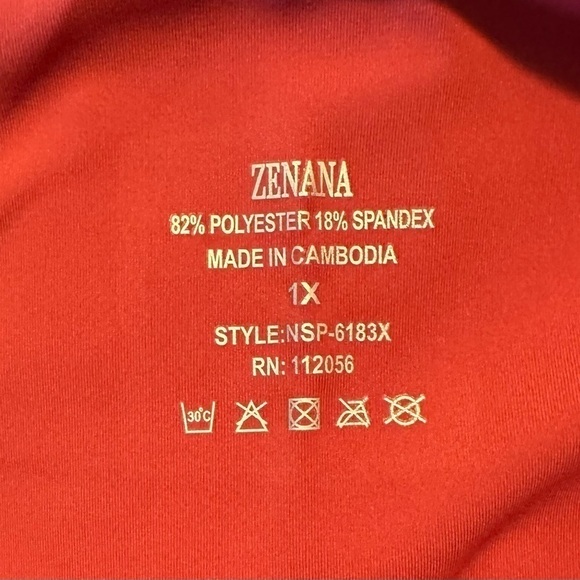 ZENANA
82% POLYESTER 18% SPANDEX
MADE IN CAMBODIA
1X
STYLE:NSP-6183X
RN: 112056
30°C